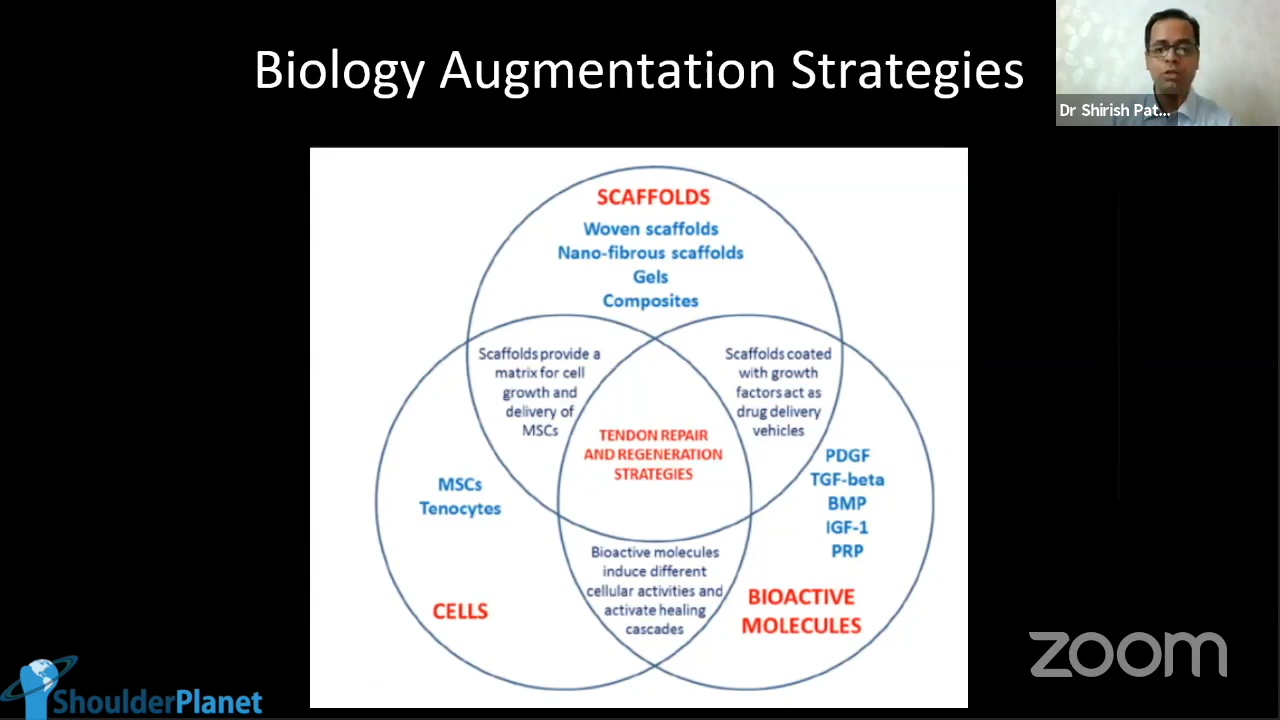 Biology Augmentation Strategies
Dr Shirish Pat...
SCAFFOLDS
Woven scaffolds
Nano-fibrous scaffolds
Gels
Composites
Scaffolds provide a
matrix for cell
growth and
delivery of
MSCs
Scaffolds coated
with growth
factors act as
drug delivery
vehicles
TENDON REPAIR
AND REGENERATION
STRATEGIES
MSCs
Tenocytes
CELLS
PDGF
TGF-beta
BMP
IGF-1
PRP
BIOACTIVE
MOLECULES
Bioactive molecules
induce different
cellular activities and
activate healing
cascades
zoom
ShoulderPlanet